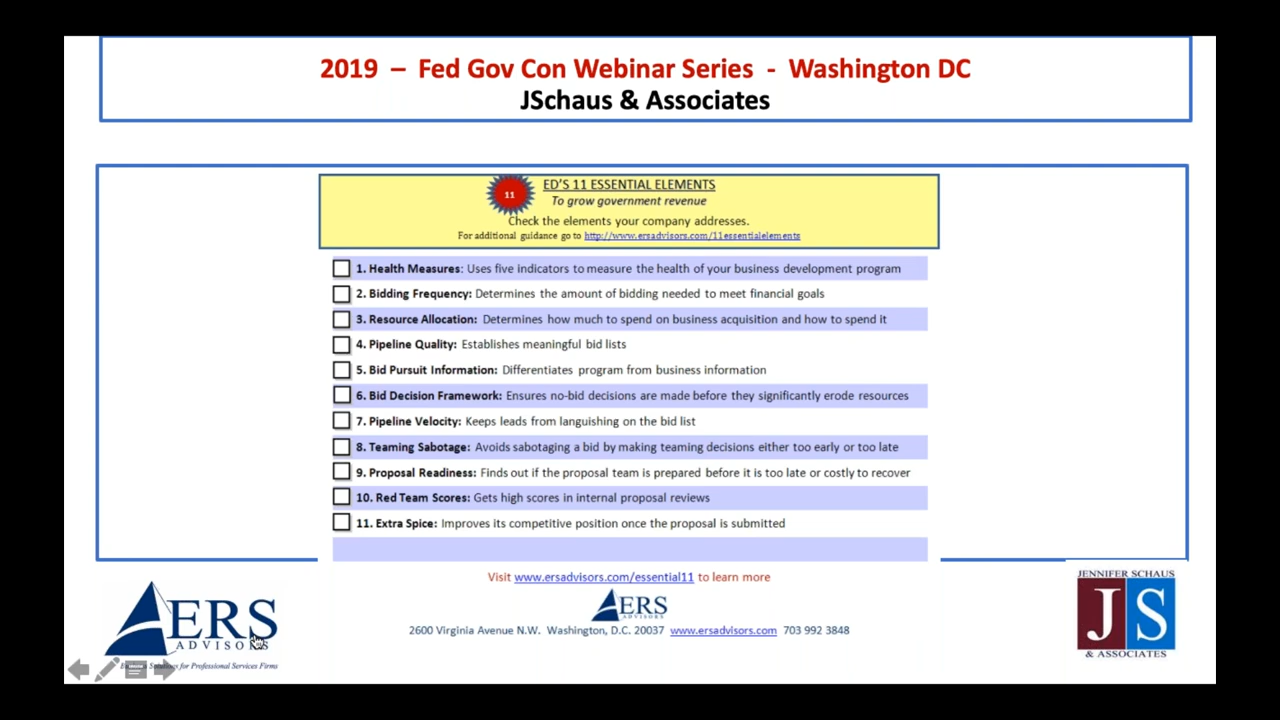 2019 – Fed Gov Con Webinar Series - Washington DC
JSchaus & Associates
11
ED'S 11 ESSENTIAL ELEMENTS
To grow government revenue
Check the elements your company addresses.
For additional guidance go to http://www.ersadvisors.com/11essentialelements
1. Health Measures: Uses five indicators to measure the health of your business development program
2. Bidding Frequency: Determines the amount of bidding needed to meet financial goals
3. Resource Allocation: Determines how much to spend on business acquisition and how to spend it
4. Pipeline Quality: Establishes meaningful bid lists
5. Bid Pursuit Information: Differentiates program from business information
6. Bid Decision Framework: Ensures no-bid decisions are made before they significantly erode resources
7. Pipeline Velocity: Keeps leads from languishing on the bid list
8. Teaming Sabotage: Avoids sabotaging a bid by making teaming decisions either too early or too late
9. Proposal Readiness: Finds out if the proposal team is prepared before it is too late or costly to recover
10. Red Team Scores: Gets high scores in internal proposal reviews
11. Extra Spice: Improves its competitive position once the proposal is submitted
Visit www.ersadvisors.com/essential11 to learn more
ERS
ADVISORS
2600 Virginia Avenue N.W. Washington, D.C. 20037 www.ersadvisors.com 703 992 3848
ERS
ADVISORS
for Professional Services Firms
JENNIFER SCHAUS
JS
& ASSOCIATES